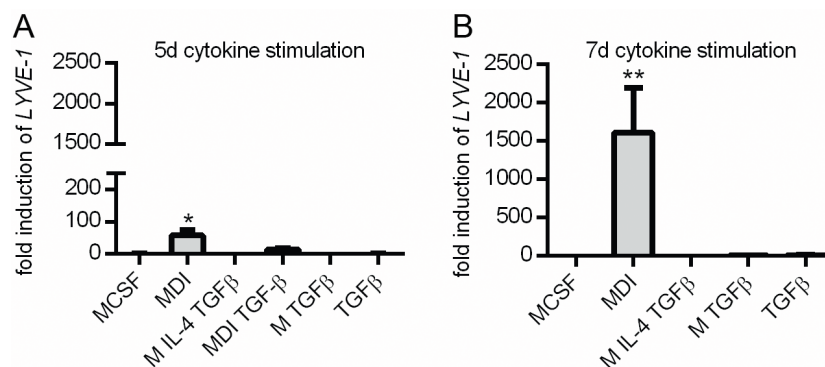 A
5d cytokine stimulation
fold induction of LYVE-1
2500
2000
1500
200
100
0
*
MCSF
MDI
M IL-4 TGFβ
MDI TGF-β
M TGFβ
TGFβ
B
7d cytokine stimulation
fold induction of LYVE-1
2500
2000
1500
1000
500
0
**
MCSF
MDI
M IL-4 TGFβ
M TGFβ
TGFβ